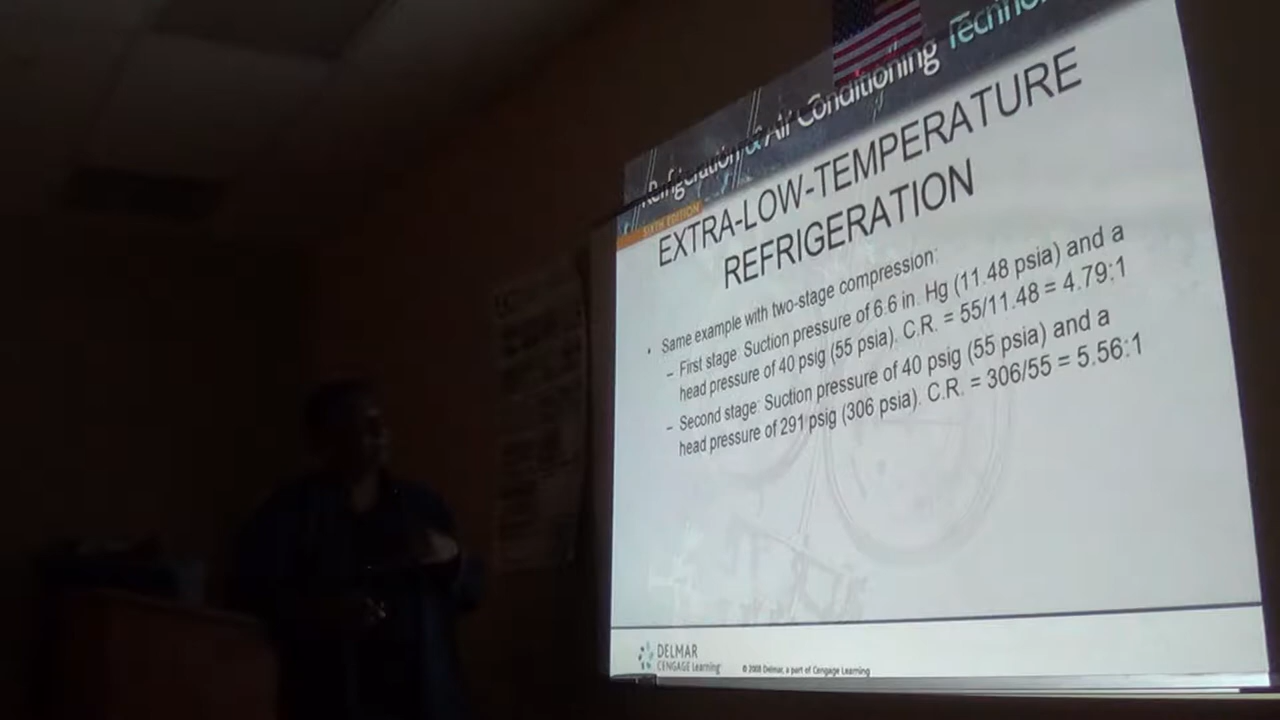 Refrigeration & Air Conditioning
SIXTH EDITION
EXTRA-LOW-TEMPERATURE
REFRIGERATION
• Same example with two-stage compression:
– First stage: Suction pressure of 6.6 in. Hg (11.48 psia) and a
head pressure of 40 psig (55 psia). C.R. = 55/11.48 = 4.79:1
– Second stage: Suction pressure of 40 psig (55 psia) and a
head pressure of 291 psig (306 psia). C.R. = 306/55 = 5.56:1
DELMAR
CENGAGE Learning
© 2008 Delmar, a part of Cengage Learning